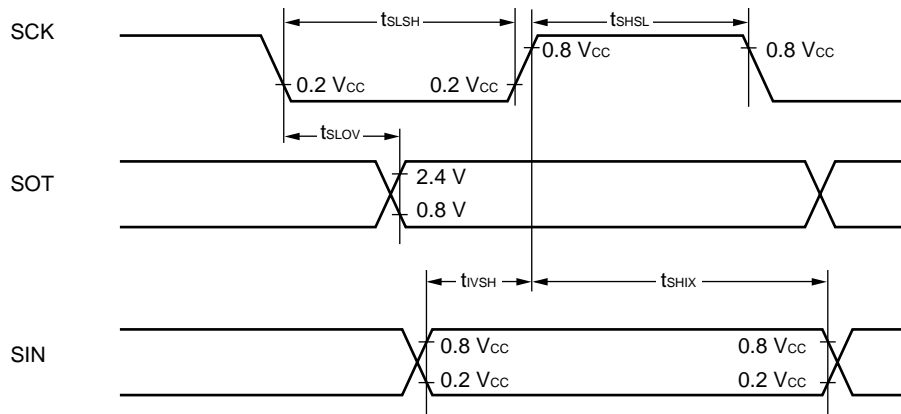 tSLSH tSHSL
SCK
0.8 VCC 0.8 VCC
0.2 VCC 0.2 VCC
tSLOV
SOT
2.4 V
0.8 V
tIVSH tSHIX
SIN
0.8 VCC 0.8 VCC
0.2 VCC 0.2 VCC